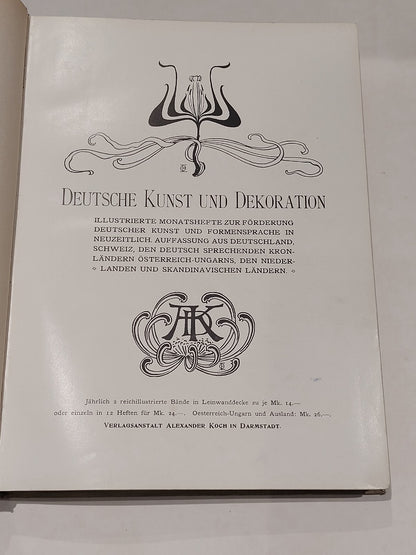 DEUTSCHE KUNST UND DEKORATION
ILLUSTRIERTE MONATSHEFTE ZUR FÖRDERUNG
DEUTSCHER KUNST UND FORMENSPRACHE IN
NEUZEITLICH. AUFFASSUNG AUS DEUTSCHLAND,
SCHWEIZ, DEN DEUTSCH SPRECHENDEN KRON-
LÄNDERN ÖSTERREICH-UNGARNS, DEN NIEDER-
LANDEN UND SKANDINAVISCHEN LÄNDERN.
AK
Jährlich 2 reichillustrierte Bände in Leinwanddecke zu je Mk. 14.—
oder einzeln in 12 Heften für Mk. 24.—. Oesterreich-Ungarn und Ausland: Mk. 26.—.
VERLAGSANSTALT ALEXANDER KOCH IN DARMSTADT.